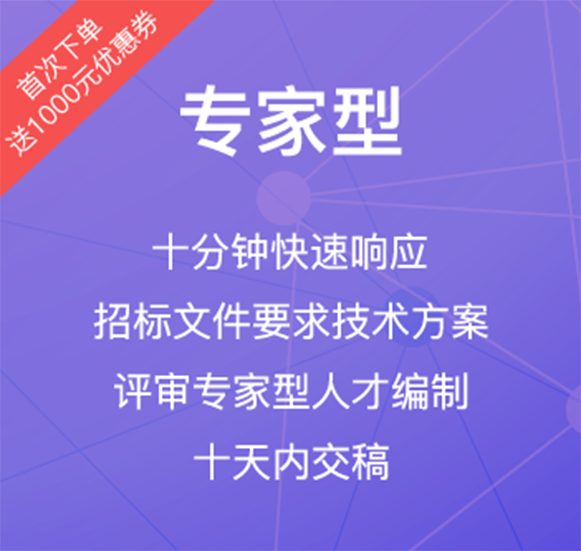 首次下单
送1000元优惠券
专家型
十分钟快速响应
招标文件要求技术方案
评审专家型人才编制
十天内交稿